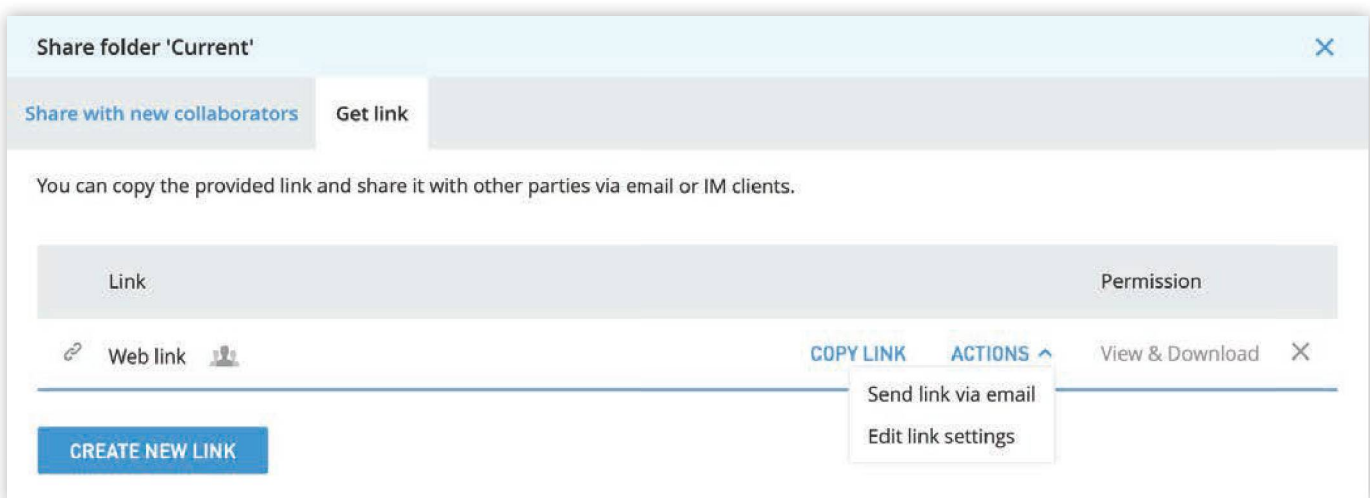 Share folder 'Current'
Share with new collaborators Get link
You can copy the provided link and share it with other parties via email or IM clients.
Link Permission
Web link COPY LINK ACTIONS View & Download
Send link via email
Edit link settings
CREATE NEW LINK